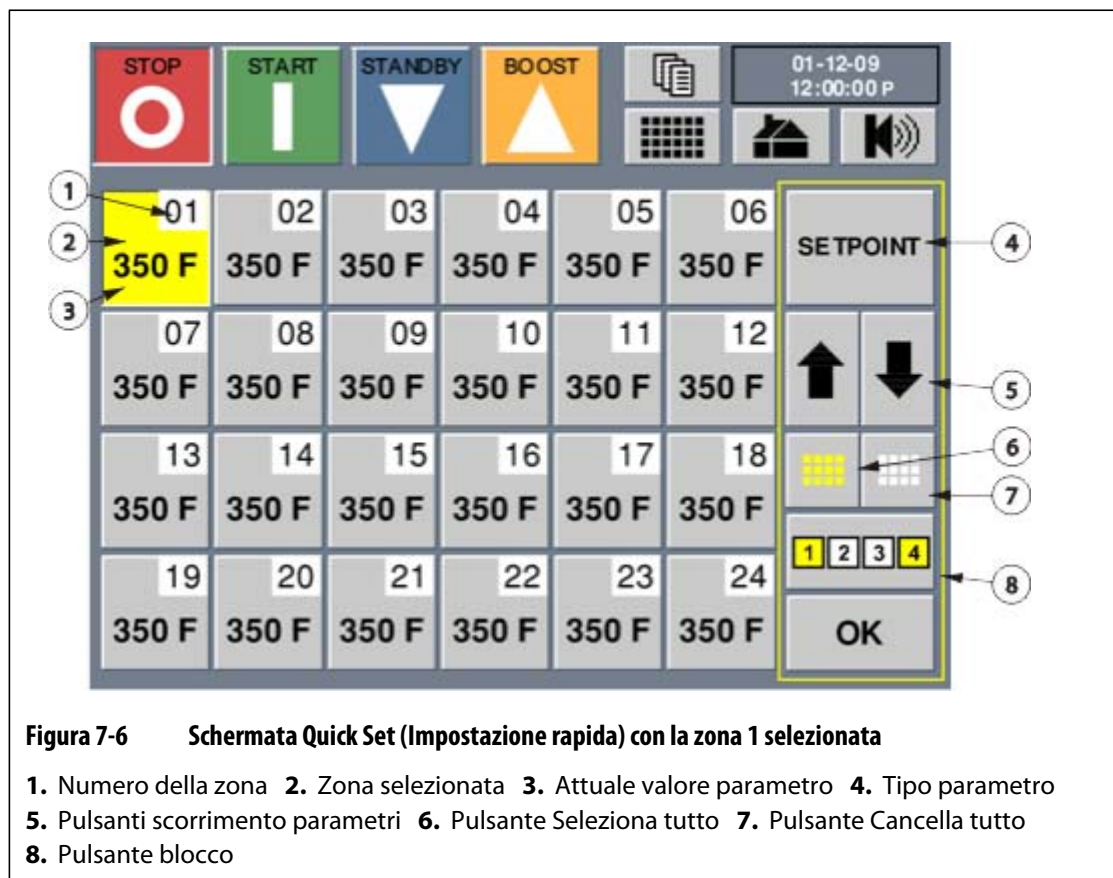 STOP START STANDBY BOOST
01-12-09
12:00:00 P
1
2
3
01 02 03 04 05 06
350 F 350 F 350 F 350 F 350 F 350 F
SETPOINT
4
07 08 09 10 11 12
350 F 350 F 350 F 350 F 350 F 350 F
5
13 14 15 16 17 18
350 F 350 F 350 F 350 F 350 F 350 F
6
7
1 2 3 4
8
19 20 21 22 23 24
350 F 350 F 350 F 350 F 350 F 350 F
OK
Figura 7-6 Schermata Quick Set (Impostazione rapida) con la zona 1 selezionata
1. Numero della zona 2. Zona selezionata 3. Attuale valore parametro 4. Tipo parametro
5. Pulsanti scorrimento parametri 6. Pulsante Seleziona tutto 7. Pulsante Cancella tutto
8. Pulsante blocco